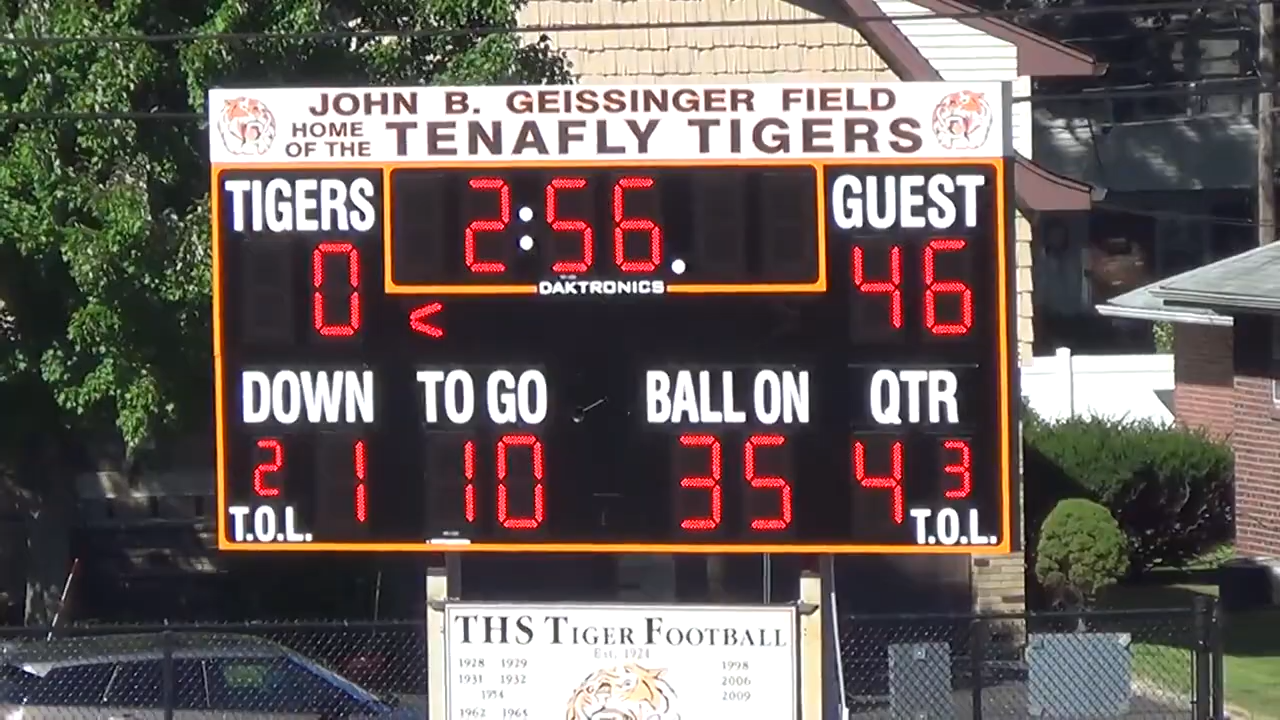 JOHN B. GEISSINGER FIELD
HOME OF THE TENAFLY TIGERS
TIGERS 2:56. GUEST
0 46
DAKTRONICS
<
DOWN TO GO BALL ON QTR
2 1 10 35 4 3
T.O.L. T.O.L.
THS TIGER FOOTBALL
Est. 1924
1928 1929 1998
1931 1932 2006
1954 2009
1962 1965